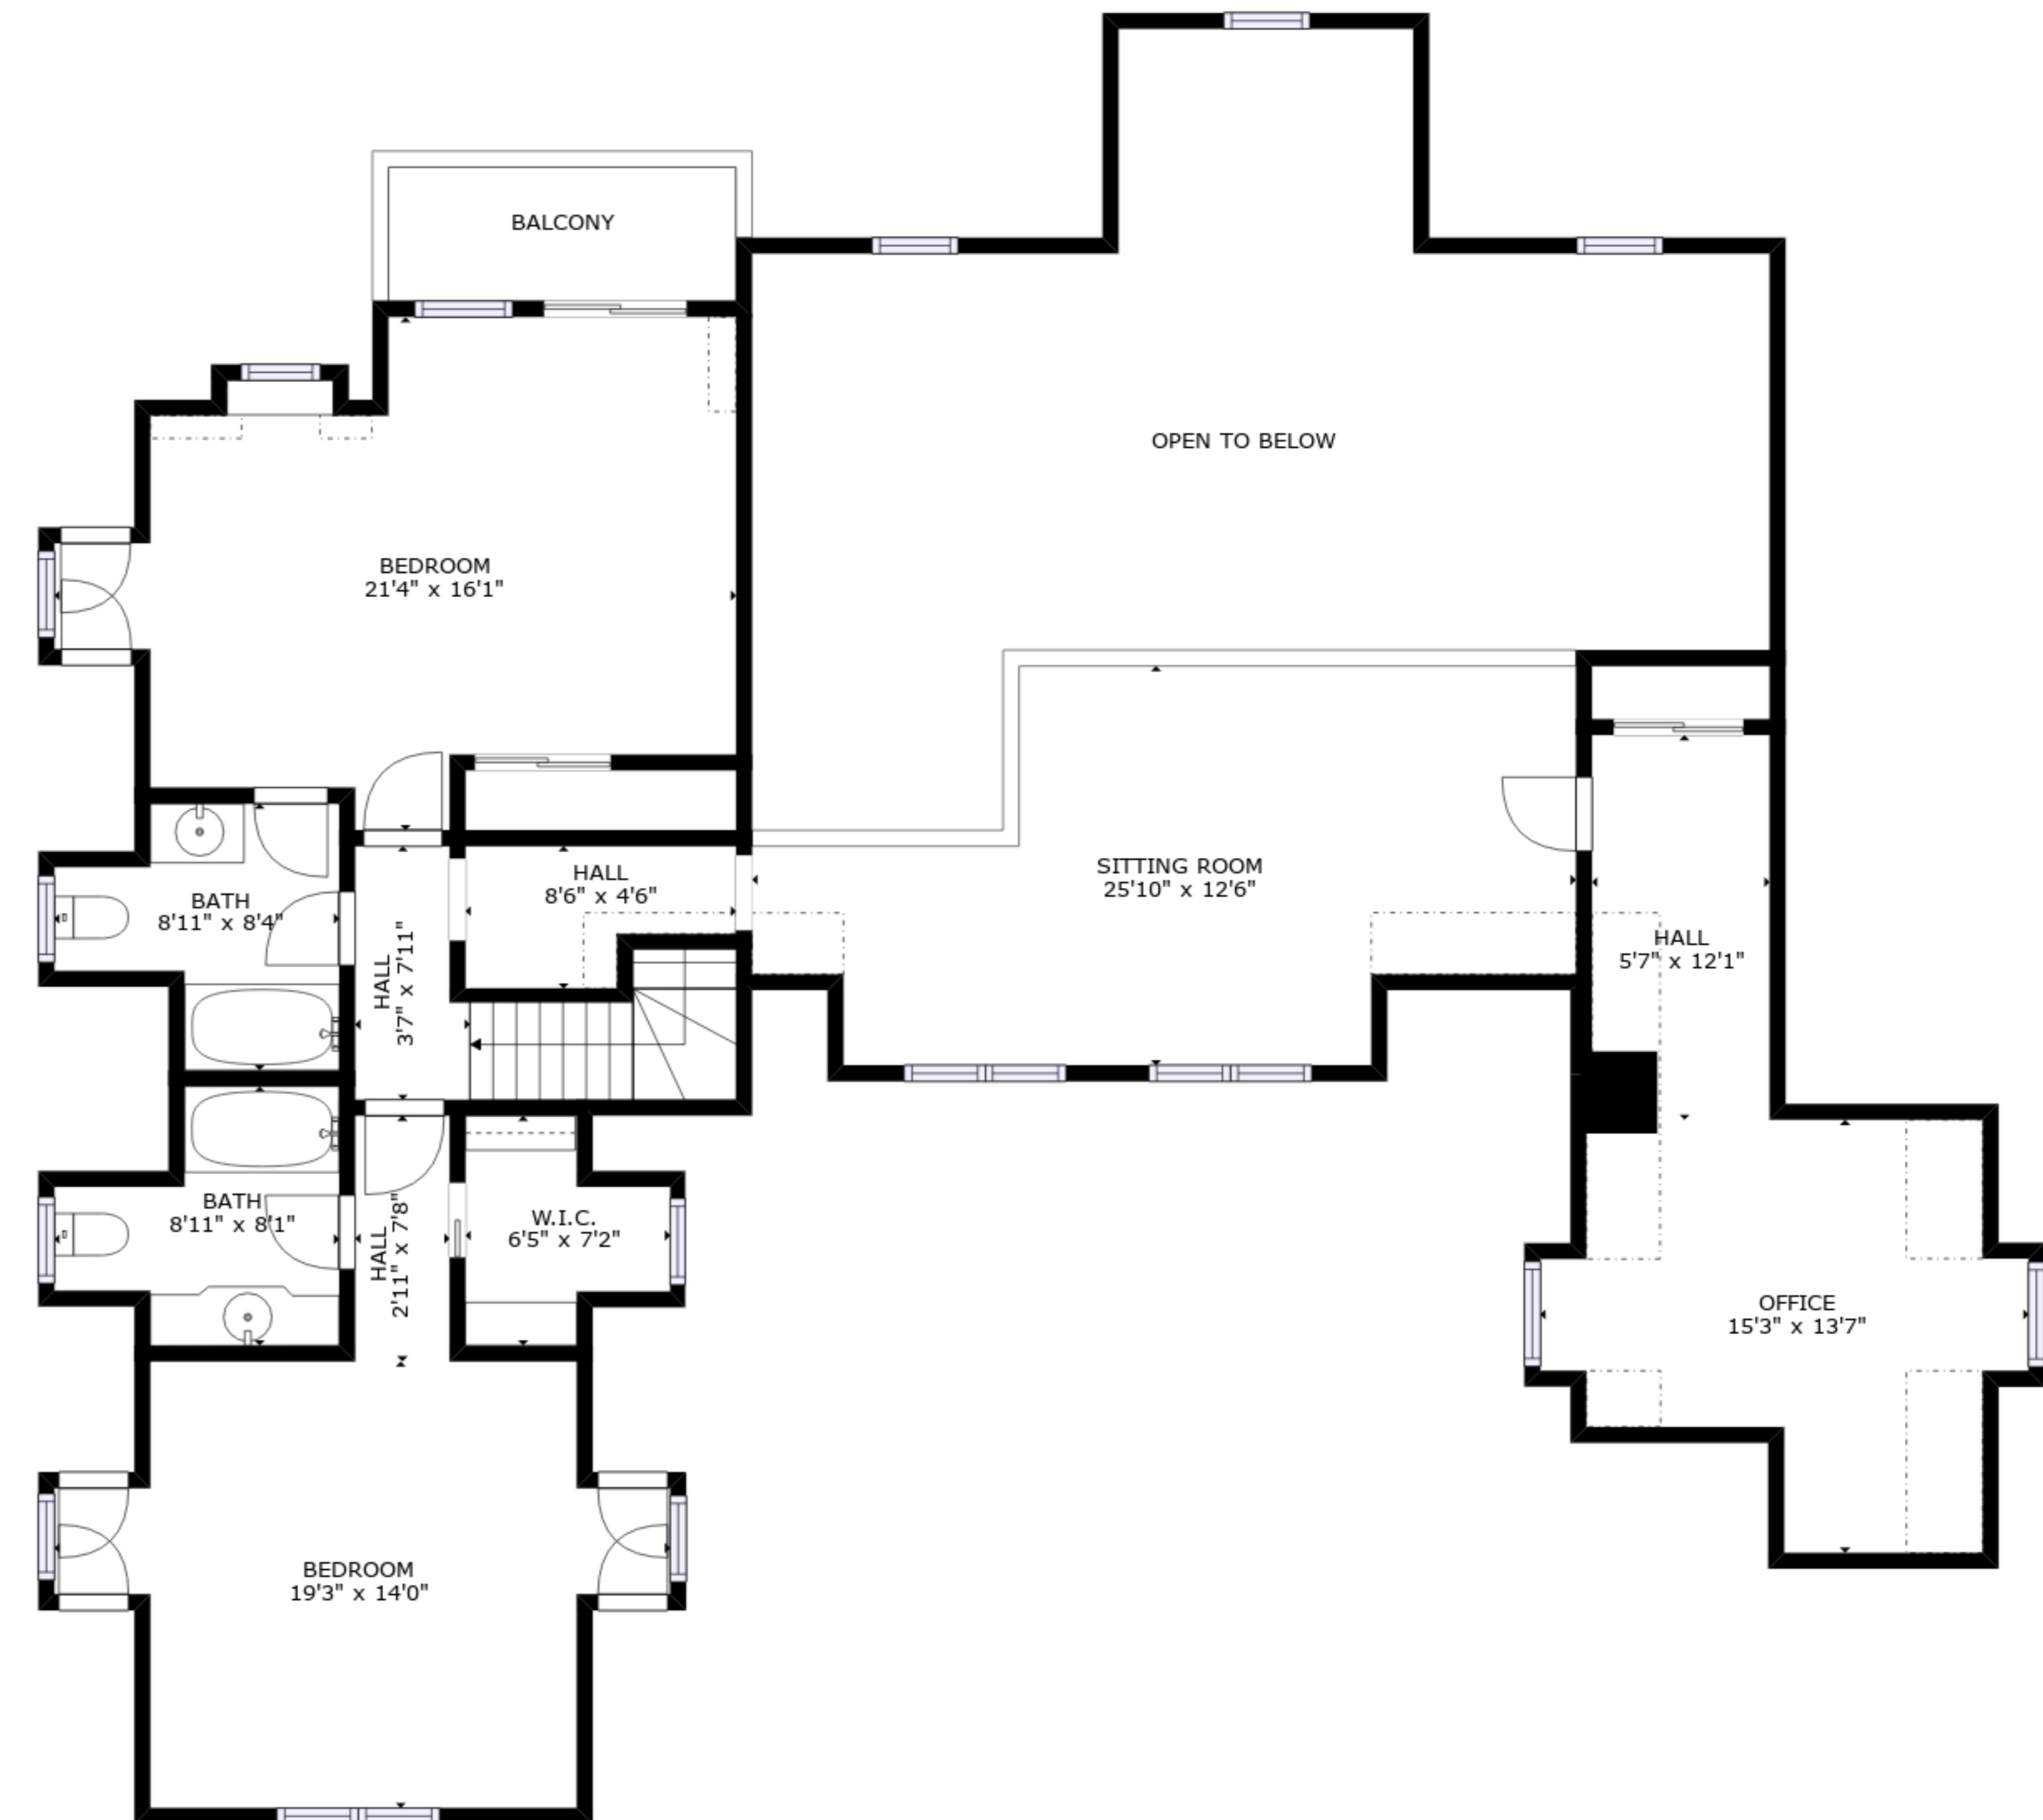 BALCONY
OPEN TO BELOW
BEDROOM
21'4" x 16'1"
SITTING ROOM
25'10" x 12'6"
HALL
8'6" x 4'6"
BATH
8'11" x 8'4"
HALL
3'7" x 7'11"
HALL
5'7" x 12'1"
BATH
8'11" x 8'1"
HALL
2'11" x 7'8"
W.I.C.
6'5" x 7'2"
OFFICE
15'3" x 13'7"
BEDROOM
19'3" x 14'0"